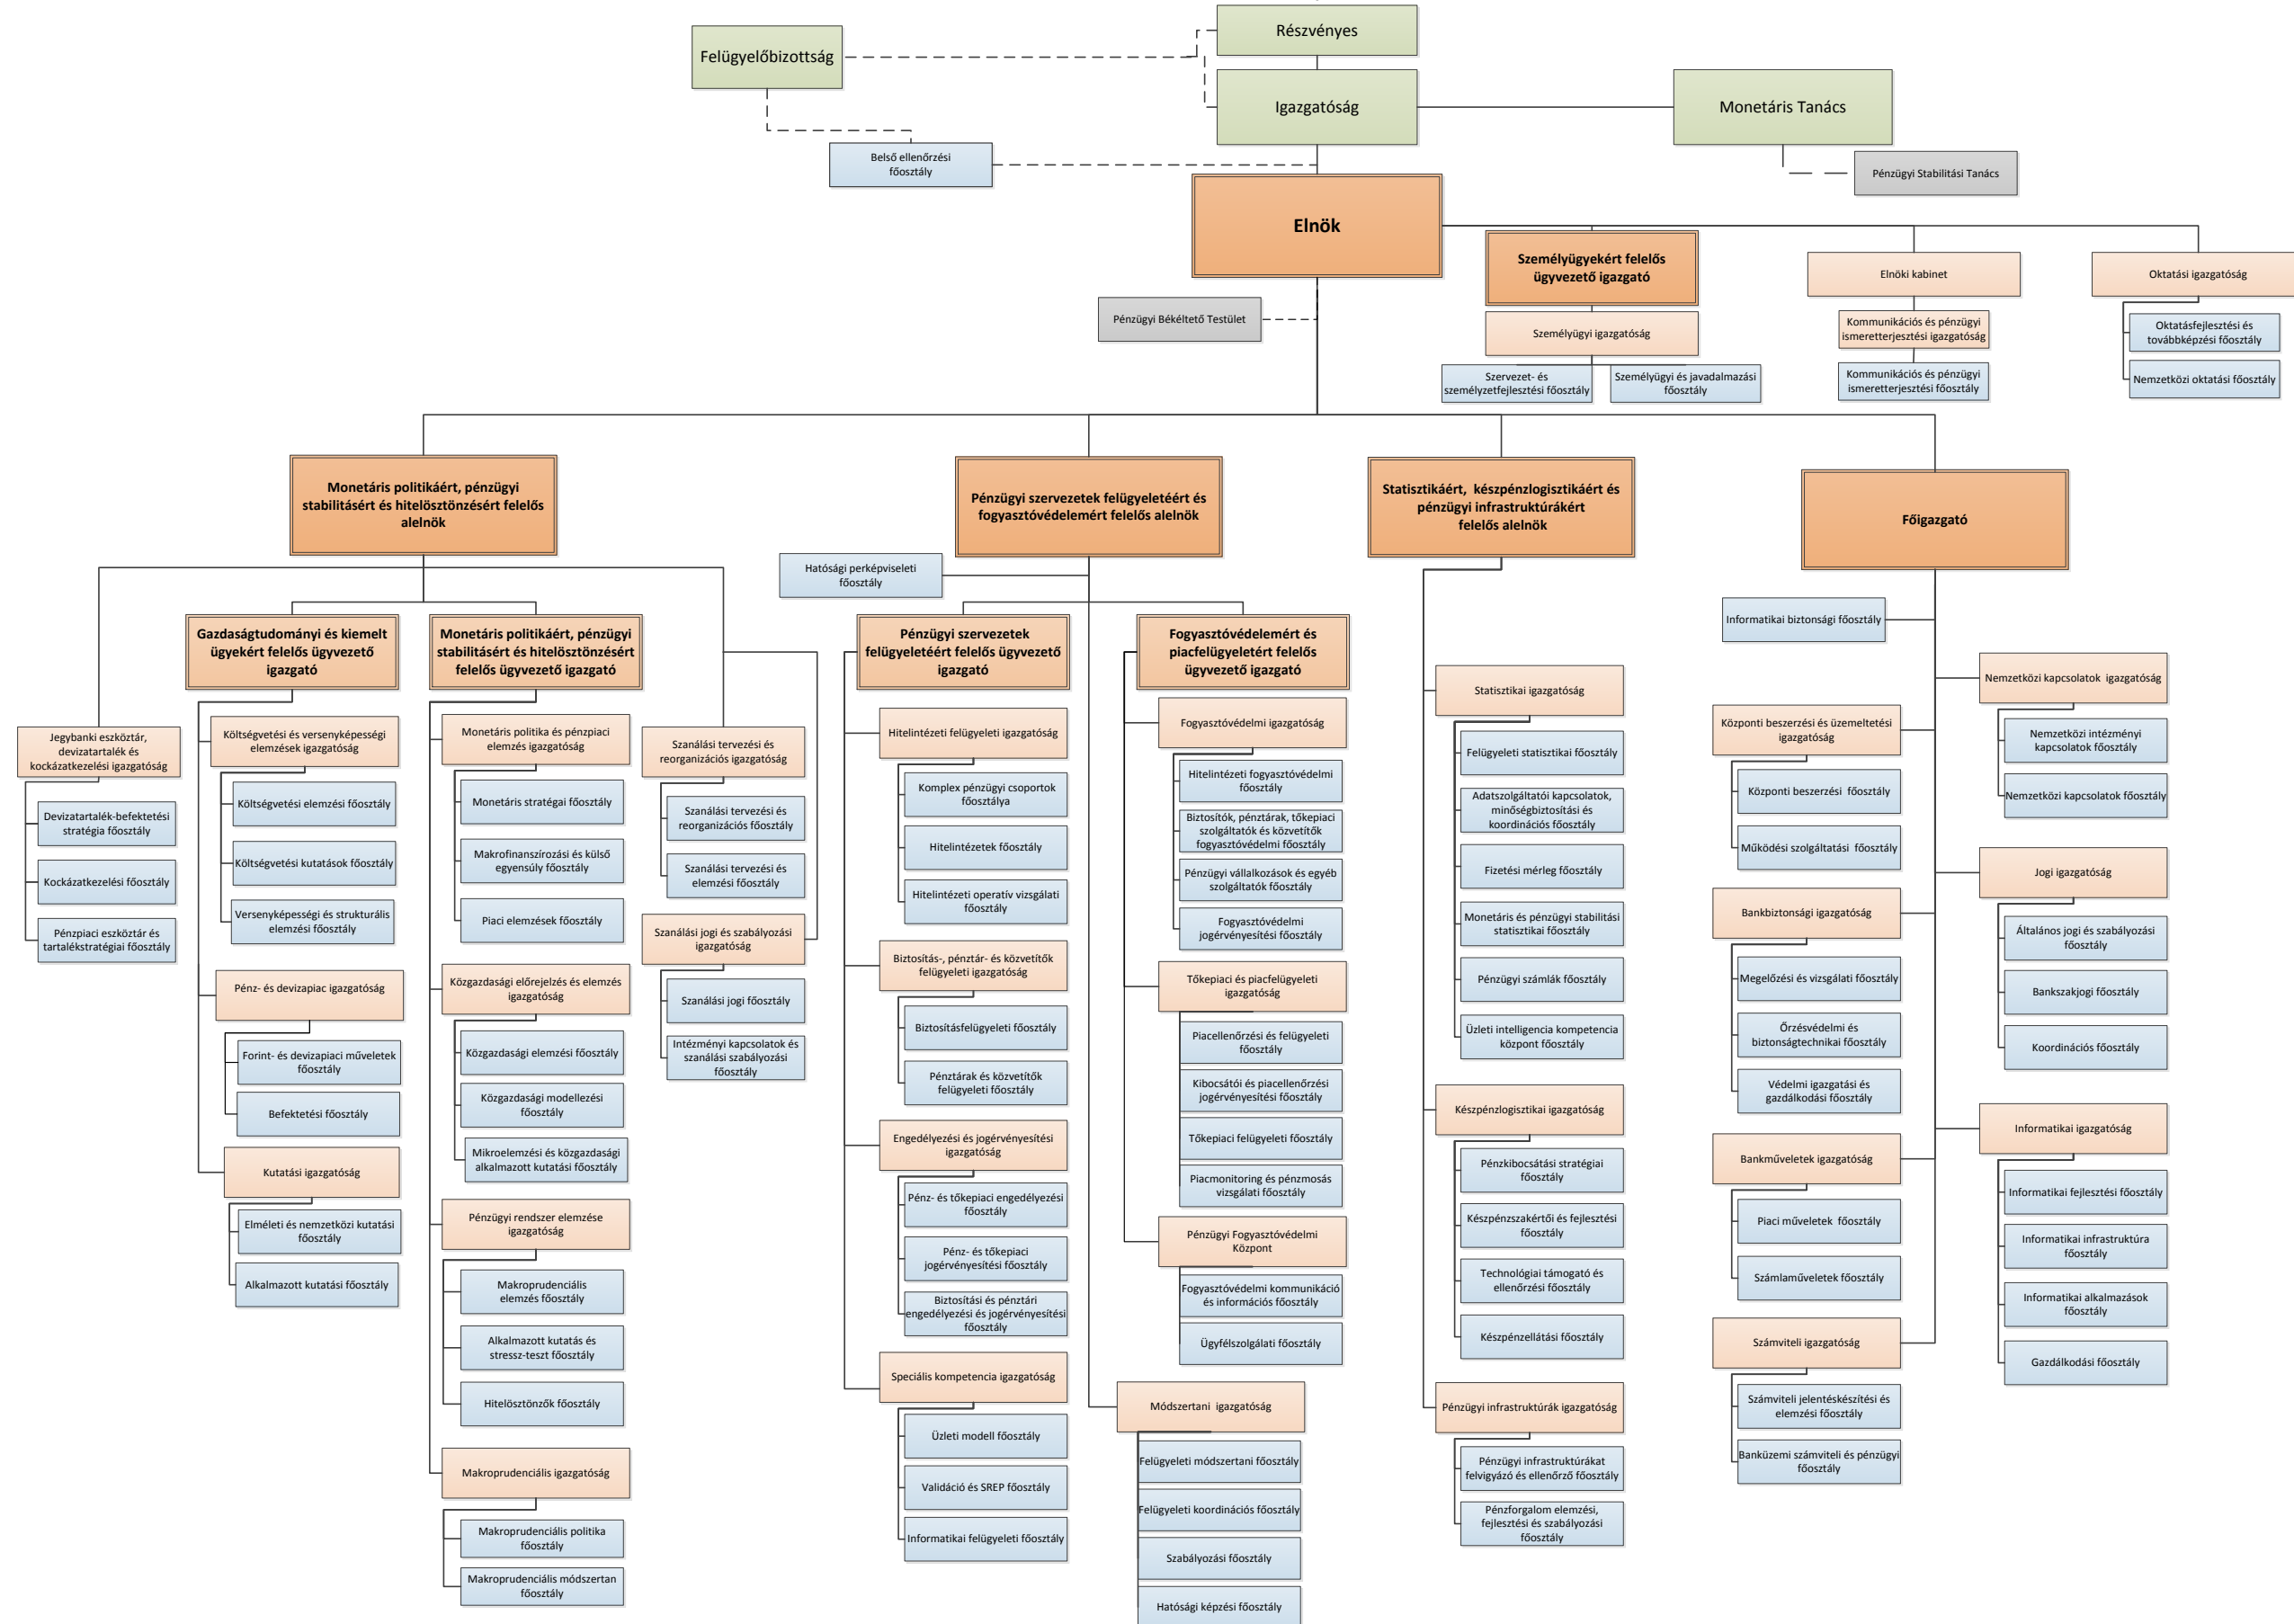 Részvényes
Felügyelőbizottság
Igazgatóság
Monetáris Tanács
Belső ellenőrzési
főosztály
Pénzügyi Stabilitási Tanács
Elnök
Személyügyekért felelős
ügyvezető igazgató
Elnöki kabinet
Oktatási igazgatóság
Pénzügyi Békéltető Testület
Személyügyi igazgatóság
Kommunikációs és pénzügyi
ismeretterjesztési igazgatóság
Oktatásfejlesztési és
továbbképzési főosztály
Szervezet- és
személyzetfejlesztési főosztály
Személyügyi és javadalmazási
főosztály
Kommunikációs és pénzügyi
ismeretterjesztési főosztály
Nemzetközi oktatási főosztály
Monetáris politikáért, pénzügyi
stabilitásért és hitelösztönzésért felelős
alelnök
Jegybanki eszköztár,
devizatartalék és
kockázatkezelési igazgatóság
Devizatartalék-befektetési
stratégia főosztály
Kockázatkezelési főosztály
Pénzpiaci eszköztár és
tartalékstratégiai főosztály
Gazdaságtudományi és kiemelt
ügyekért felelős ügyvezető
igazgató
Költségvetési és versenyképességi
elemzések igazgatóság
Költségvetési elemzési főosztály
Költségvetési kutatások főosztály
Versenyképességi és strukturális
elemzési főosztály
Pénz- és devizapiac igazgatóság
Forint- és devizapiaci műveletek
főosztály
Befektetési főosztály
Kutatási igazgatóság
Elméleti és nemzetközi kutatási
főosztály
Alkalmazott kutatási főosztály
Monetáris politikáért, pénzügyi
stabilitásért és hitelösztönzésért
felelős ügyvezető igazgató
Monetáris politika és pénzpiaci
elemzés igazgatóság
Monetáris stratégai főosztály
Makrofinanszírozási és külső
egyensúly főosztály
Piaci elemzések főosztály
Közgazdasági előrejelzés és elemzés
igazgatóság
Közgazdasági elemzési főosztály
Közgazdasági modellezési
főosztály
Mikroelemzési és közgazdasági
alkalmazott kutatási főosztály
Pénzügyi rendszer elemzése
igazgatóság
Makroprudenciális
elemzés főosztály
Alkalmazott kutatás és
stressz-teszt főosztály
Hitelösztönzők főosztály
Makroprudenciális igazgatóság
Makroprudenciális politika
főosztály
Makroprudenciális módszertan
főosztály
Szanálási tervezési és
reorganizációs igazgatóság
Szanálási tervezési és
reorganizációs főosztály
Szanálási tervezési és
elemzési főosztály
Szanálási jogi és szabályozási
igazgatóság
Szanálási jogi főosztály
Intézményi kapcsolatok és
szanálási szabályozási
főosztály
Pénzügyi szervezetek felügyeletéért és
fogyasztóvédelemért felelős alelnök
Hatósági perképviseleti
főosztály
Pénzügyi szervezetek
felügyeletéért felelős ügyvezető
igazgató
Hitelintézeti felügyeleti igazgatóság
Komplex pénzügyi csoportok
főosztálya
Hitelintézetek főosztály
Hitelintézeti operatív vizsgálati
főosztály
Biztosítás-, pénztár- és közvetítők
felügyeleti igazgatóság
Biztosításfelügyeleti főosztály
Pénztárak és közvetítők
felügyeleti főosztály
Engedélyezési és jogérvényesítési
igazgatóság
Pénz- és tőkepiaci engedélyezési
főosztály
Pénz- és tőkepiaci
jogérvényesítési főosztály
Biztosítási és pénztári
engedélyezési és jogérvényesítési
főosztály
Speciális kompetencia igazgatóság
Üzleti modell főosztály
Validáció és SREP főosztály
Informatikai felügyeleti főosztály
Fogyasztóvédelemért és
piacfelügyeletért felelős
ügyvezető igazgató
Fogyasztóvédelmi igazgatóság
Hitelintézeti fogyasztóvédelmi
főosztály
Biztosítók, pénztárak, tőkepiaci
szolgáltatók és közvetítők
fogyasztóvédelmi főosztály
Pénzügyi vállalkozások és egyéb
szolgáltatók főosztály
Fogyasztóvédelmi
jogérvényesítési főosztály
Tőkepiaci és piacfelügyeleti
igazgatóság
Piacellenőrzési és felügyeleti
főosztály
Kibocsátói és piacellenőrzési
jogérvényesítési főosztály
Tőkepiaci felügyeleti főosztály
Piacmonitoring és pénzmosás
vizsgálati főosztály
Pénzügyi Fogyasztóvédelmi
Központ
Fogyasztóvédelmi kommunikáció
és információs főosztály
Ügyfélszolgálati főosztály
Módszertani igazgatóság
Felügyeleti módszertani főosztály
Felügyeleti koordinációs főosztály
Szabályozási főosztály
Hatósági képzési főosztály
Statisztikáért, készpénzlogisztikáért és
pénzügyi infrastruktúrákért
felelős alelnök
Statisztikai igazgatóság
Felügyeleti statisztikai főosztály
Adatszolgáltatói kapcsolatok,
minőségbiztosítási és
koordinációs főosztály
Fizetési mérleg főosztály
Monetáris és pénzügyi stabilitási
statisztikai főosztály
Pénzügyi számlák főosztály
Üzleti intelligencia kompetencia
központ főosztály
Készpénzlogisztikai igazgatóság
Pénzkibocsátási stratégiai
főosztály
Készpénzszakértői és fejlesztési
főosztály
Technológiai támogató és
ellenőrzési főosztály
Készpénzellátási főosztály
Pénzügyi infrastruktúrák igazgatóság
Pénzügyi infrastruktúrákat
felvigyázó és ellenőrző főosztály
Pénzforgalom elemzési,
fejlesztési és szabályozási
főosztály
Főigazgató
Informatikai biztonsági főosztály
Központi beszerzési és üzemeltetési
igazgatóság
Központi beszerzési főosztály
Működési szolgáltatási főosztály
Bankbiztonsági igazgatóság
Megelőzési és vizsgálati főosztály
Őrzésvédelmi és
biztonságtechnikai főosztály
Védelmi igazgatási és
gazdálkodási főosztály
Bankműveletek igazgatóság
Piaci műveletek főosztály
Számlaműveletek főosztály
Számviteli igazgatóság
Számviteli jelentéskészítési és
elemzési főosztály
Banküzemi számviteli és pénzügyi
főosztály
Nemzetközi kapcsolatok igazgatóság
Nemzetközi intézményi
kapcsolatok főosztály
Nemzetközi kapcsolatok főosztály
Jogi igazgatóság
Általános jogi és szabályozási
főosztály
Bankszakjogi főosztály
Koordinációs főosztály
Informatikai igazgatóság
Informatikai fejlesztési főosztály
Informatikai infrastruktúra
főosztály
Informatikai alkalmazások
főosztály
Gazdálkodási főosztály